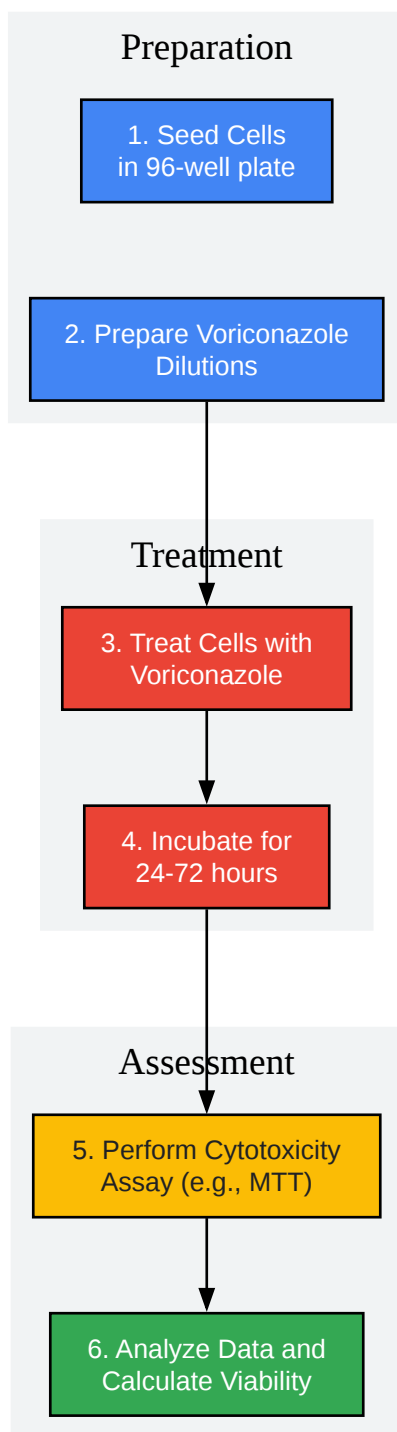 Preparation
1. Seed Cells
in 96-well plate
2. Prepare Voriconazole
Dilutions
Treatment
3. Treat Cells with
Voriconazole
4. Incubate for
24-72 hours
Assessment
5. Perform Cytotoxicity
Assay (e.g., MTT)
6. Analyze Data and
Calculate Viability